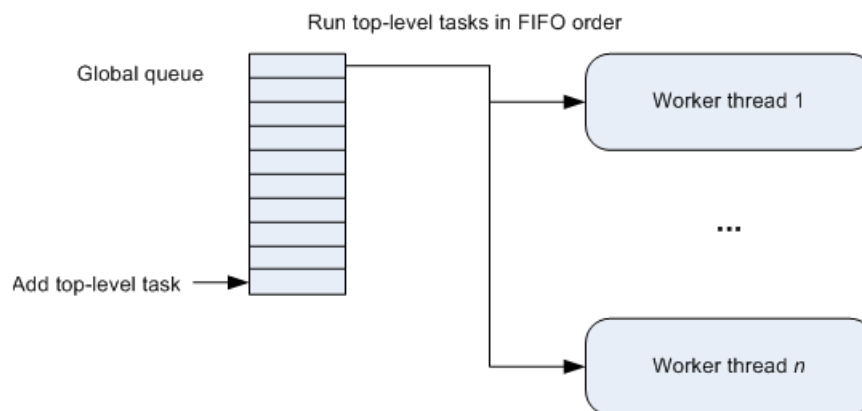 Run top-level tasks in FIFO order
Global queue
Worker thread 1
...
Add top-level task
Worker thread n